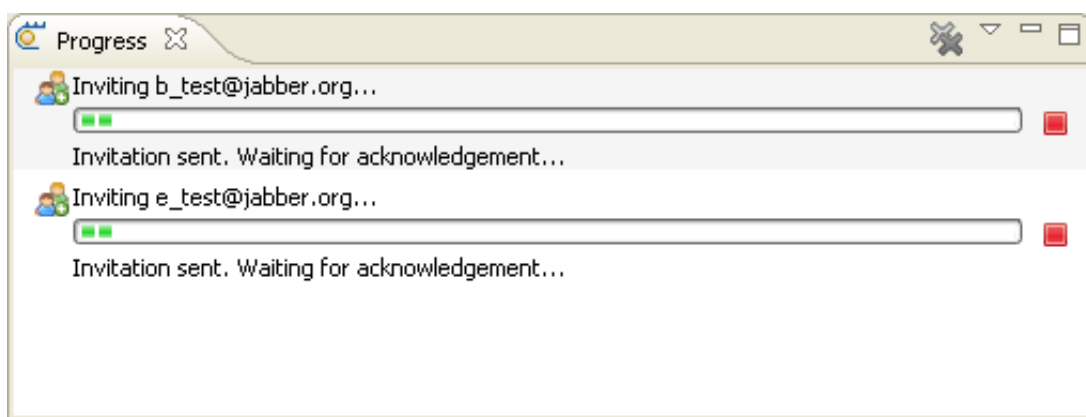 Progress
Inviting b_test@jabber.org...
Invitation sent. Waiting for acknowledgement...
Inviting e_test@jabber.org...
Invitation sent. Waiting for acknowledgement...